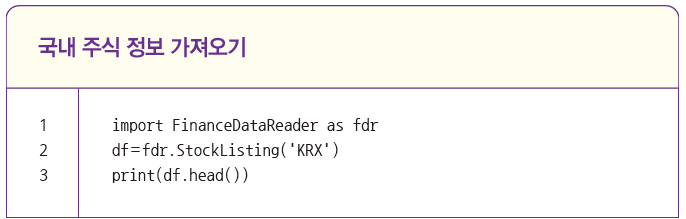 국내 주식 정보 가져오기
1 import FinanceDataReader as fdr
2 df=fdr.StockListing('KRX')
3 print(df.head())